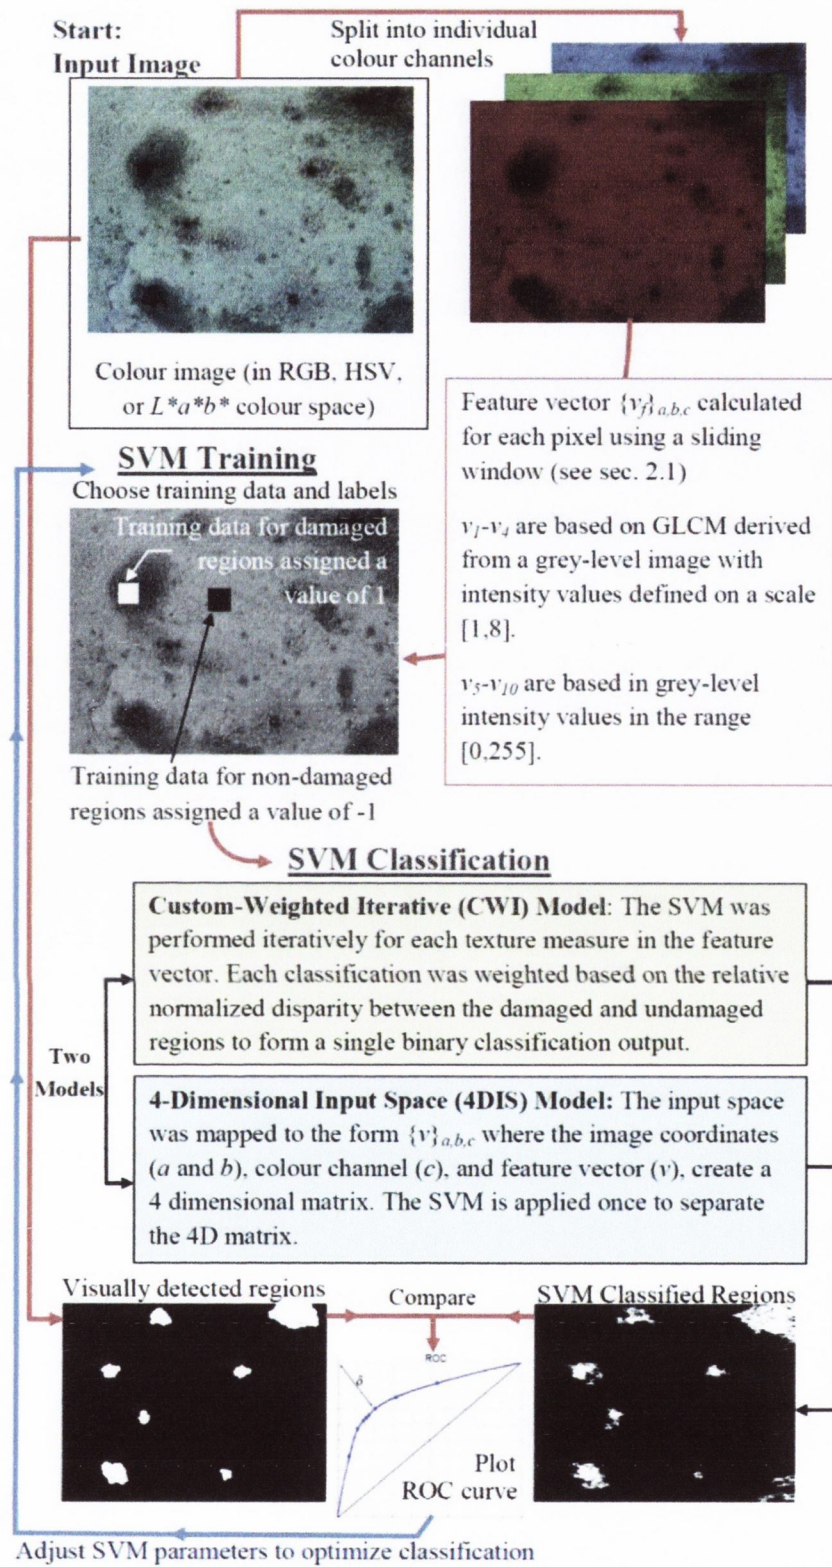 Start:
Input Image
Split into individual
colour channels
Colour image (in RGB, HSV,
or L*a*b* colour space)
Feature vector {vf}a,b,c calculated
for each pixel using a sliding
window (see sec. 2.1)
v1-v4 are based on GLCM derived
from a grey-level image with
intensity values defined on a scale
[1,8].
v5-v10 are based in grey-level
intensity values in the range
[0,255].
SVM Training
Choose training data and labels
Training data for damaged
regions assigned a
value of 1
Training data for non-damaged
regions assigned a value of -1
SVM Classification
Two
Models
Custom-Weighted Iterative (CWI) Model: The SVM was
performed iteratively for each texture measure in the feature
vector. Each classification was weighted based on the relative
normalized disparity between the damaged and undamaged
regions to form a single binary classification output.
4-Dimensional Input Space (4DIS) Model: The input space
was mapped to the form {v}a,b,c where the image coordinates
(a and b), colour channel (c), and feature vector (v), create a
4 dimensional matrix. The SVM is applied once to separate
the 4D matrix.
Visually detected regions
Compare
SVM Classified Regions
ROC
δ
Plot
ROC curve
Adjust SVM parameters to optimize classification